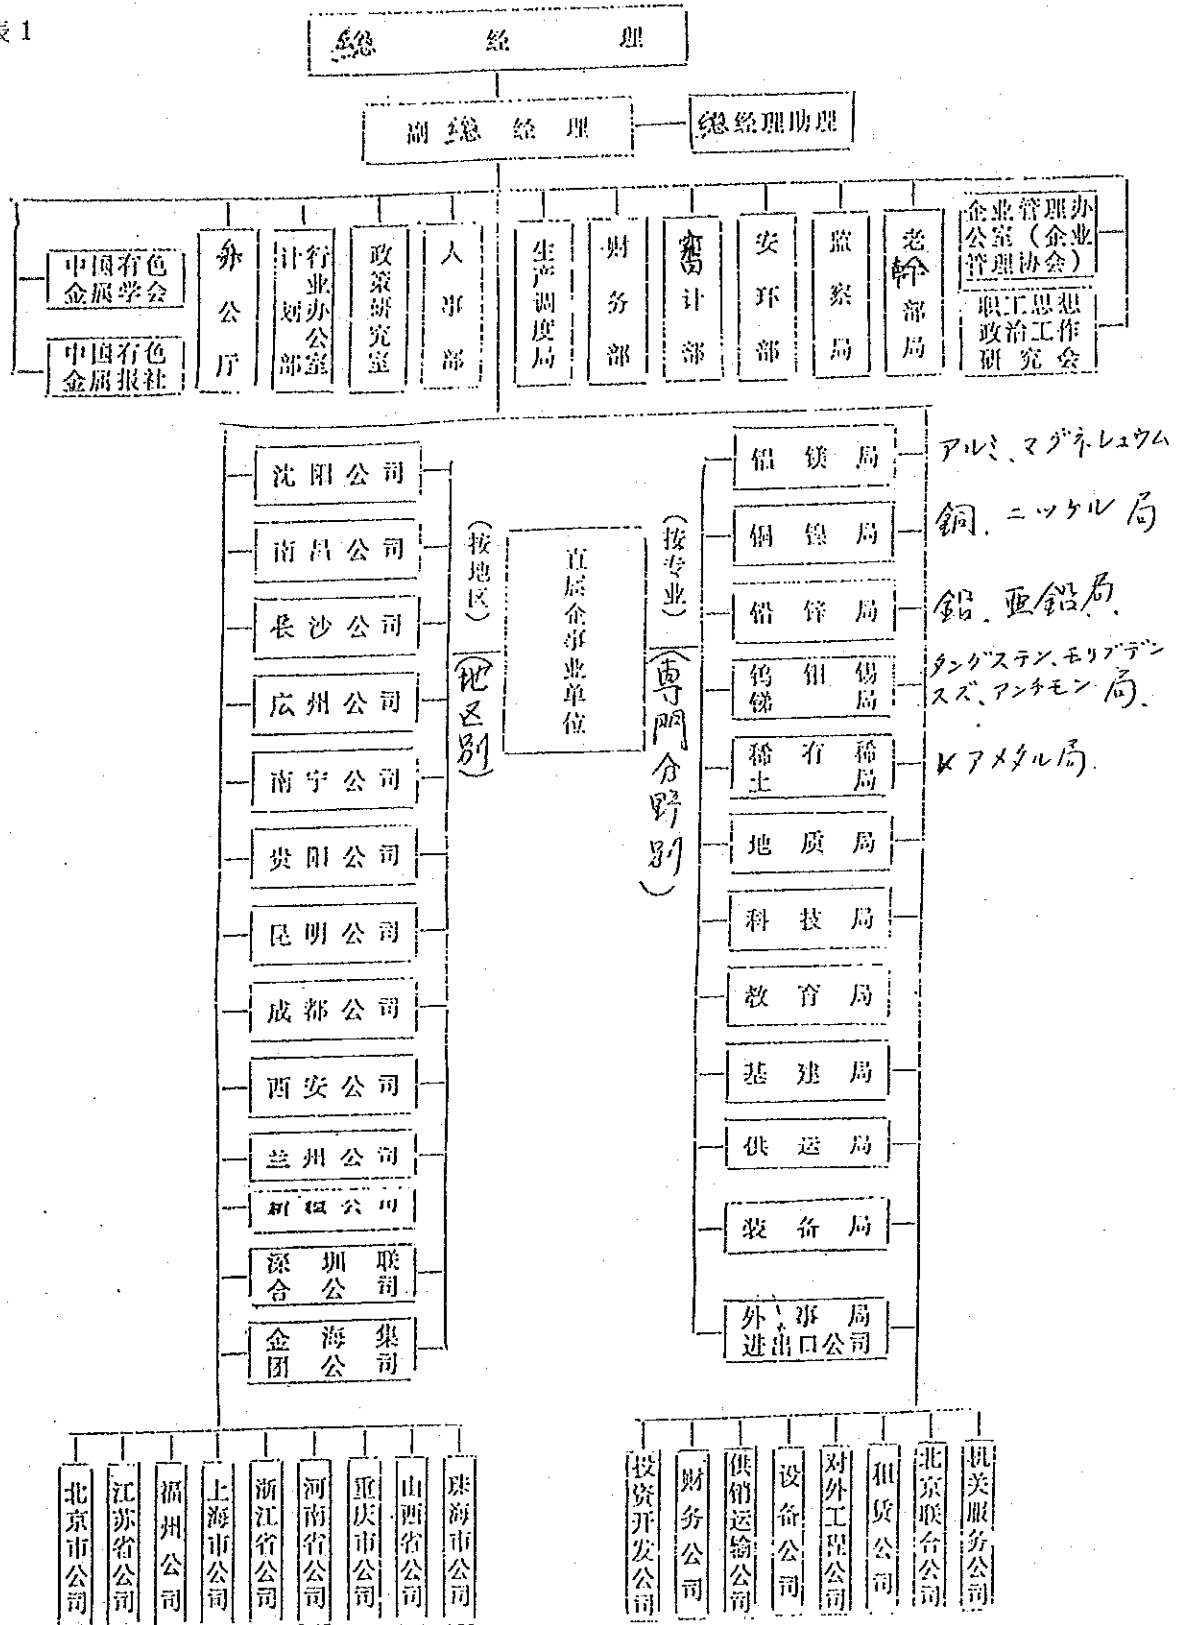 表 1
總 经 理
副 總 经 理
總经理助理
中国有色
金属学会
中国有色
金属报社
办公厅
计划部
行业办公室
政策研究室
人事部
生产调度局
财务部
審计部
安环部
监察局
老幹部局
企业管理办
公室（企业
管理协会）
职工思想
政治工作
研究会
沈阳公司
南昌公司
长沙公司
広州公司
南宁公司
贵阳公司
昆明公司
成都公司
西安公司
兰州公司
公司
深圳联
合公司
金海集
团公司
（按地区）
（地区别）
直属企事业单位
（按专业）
（専門分野别）
铝镁局
アルミ、マグネシュウム
铜镍局
銅、ニッケル局
铅锌局
鉛、亜鉛局.
钨钼锡
锑局
タングステン、モリブデン
スズ、アンチモン局.
稀有稀
土局
レアメタル局.
地质局
科技局
教育局
基建局
供运局
装备局
外事局
进出口公司
北京市公司
江苏省公司
福州公司
上海市公司
浙江省公司
河南省公司
重庆市公司
山西省公司
珠海市公司
投资开发公司
财务公司
供销运输公司
设备公司
对外工程公司
租赁公司
北京联合公司
机关服务公司